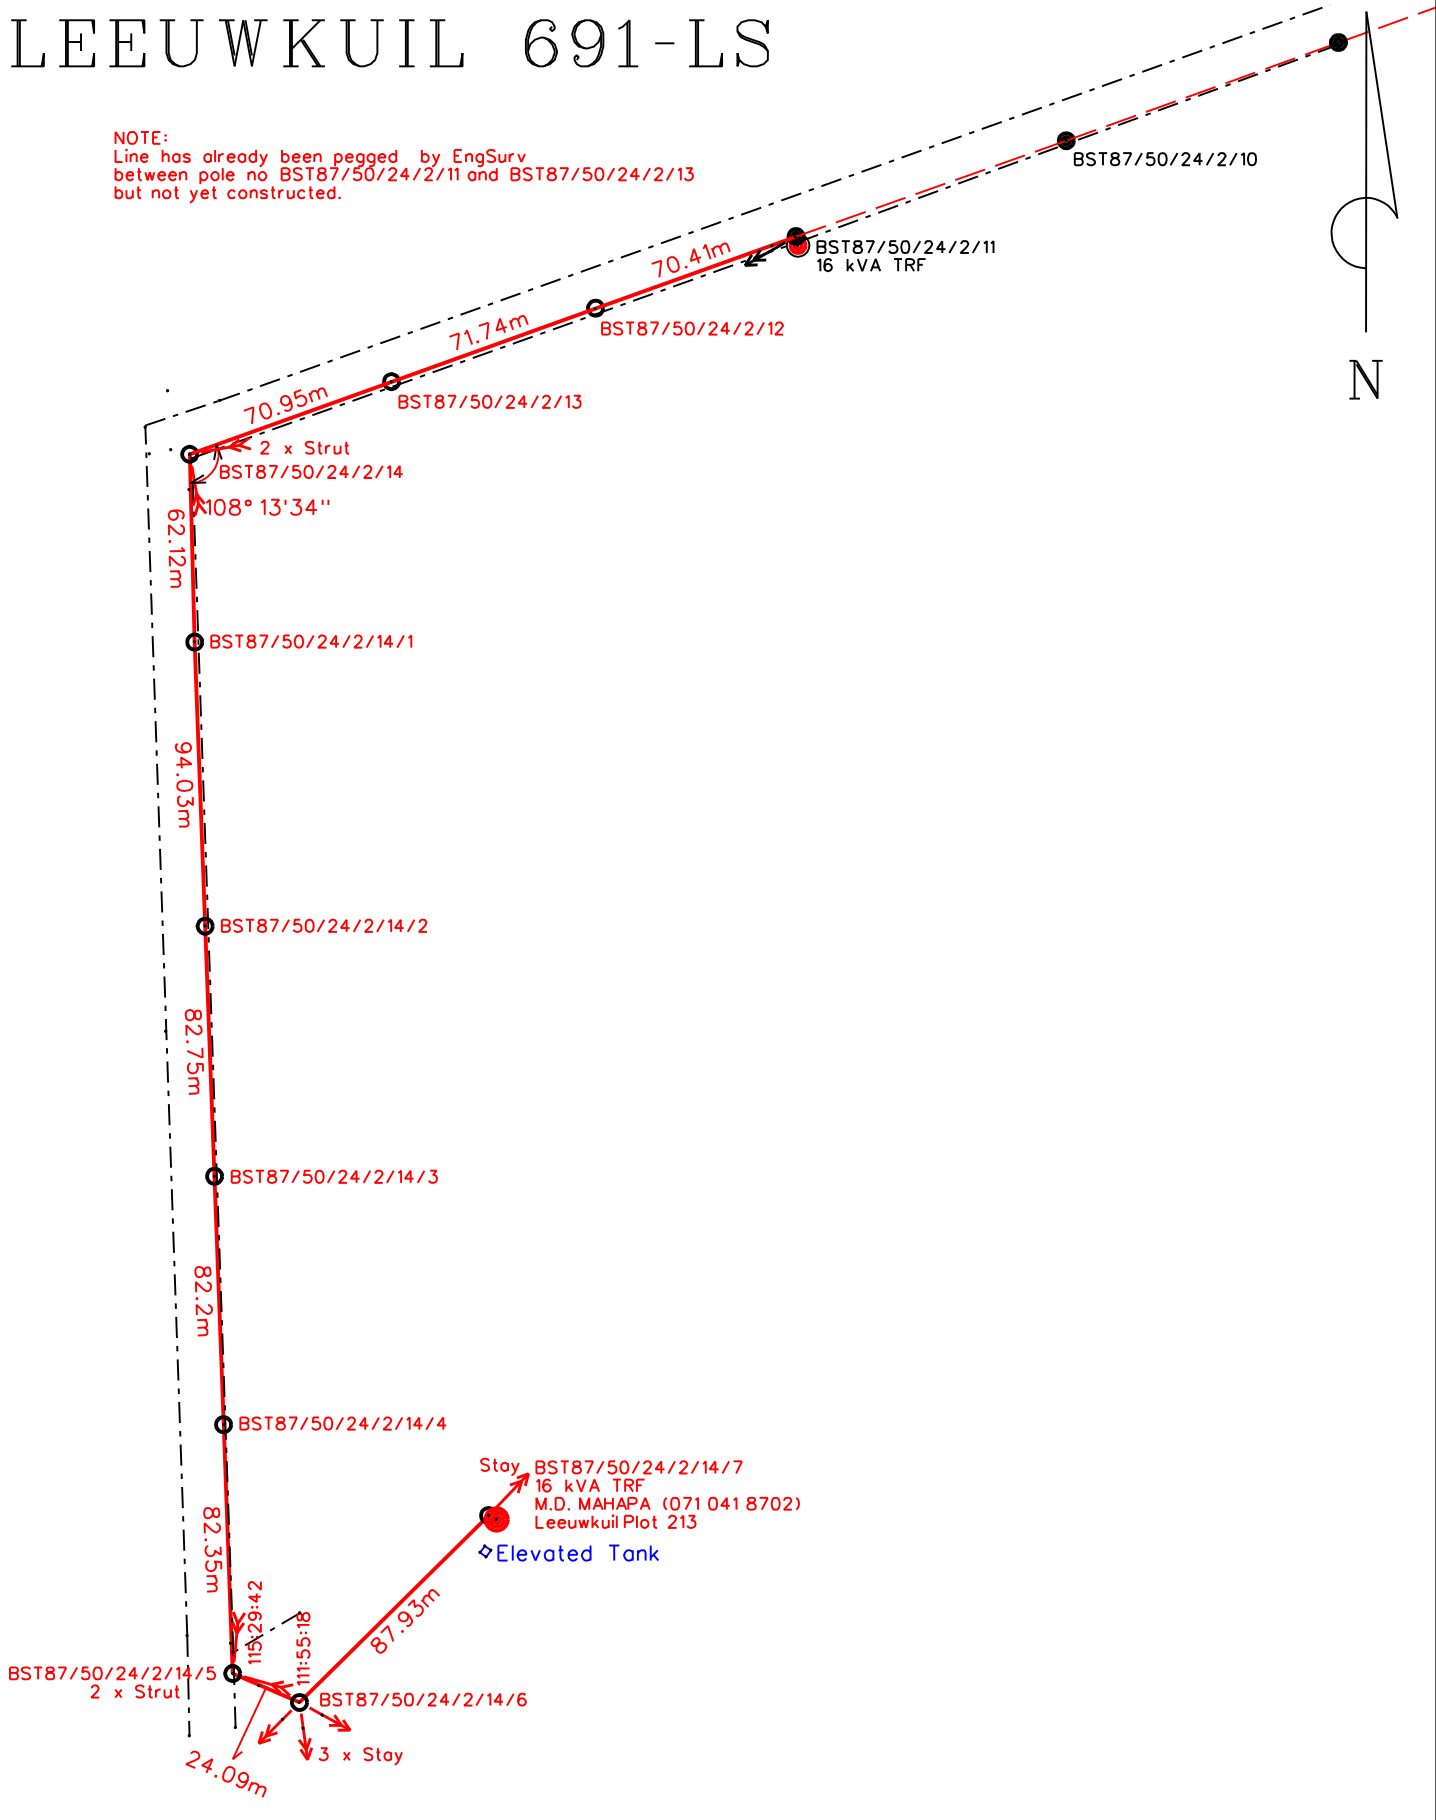 LEEUWKUIL 691-LS
NOTE:
Line has already been pegged by EngSurv
between pole no BST87/50/24/2/11 and BST87/50/24/2/13
but not yet constructed.
BST87/50/24/2/10
BST87/50/24/2/11
16 kVA TRF
70.41m
BST87/50/24/2/12
71.74m
N
BST87/50/24/2/13
70.95m
2 x Strut
BST87/50/24/2/14
108° 13'34"
62.12m
BST87/50/24/2/14/1
94.03m
BST87/50/24/2/14/2
82.75m
BST87/50/24/2/14/3
82.2m
BST87/50/24/2/14/4
Stay
BST87/50/24/2/14/7
16 kVA TRF
M.D. MAHAPA (071 041 8702)
Leeuwkuil Plot 213
Elevated Tank
82.35m
87.93m
115:29:42
111:55:18
BST87/50/24/2/14/5
2 x Strut
BST87/50/24/2/14/6
3 x Stay
24.09m